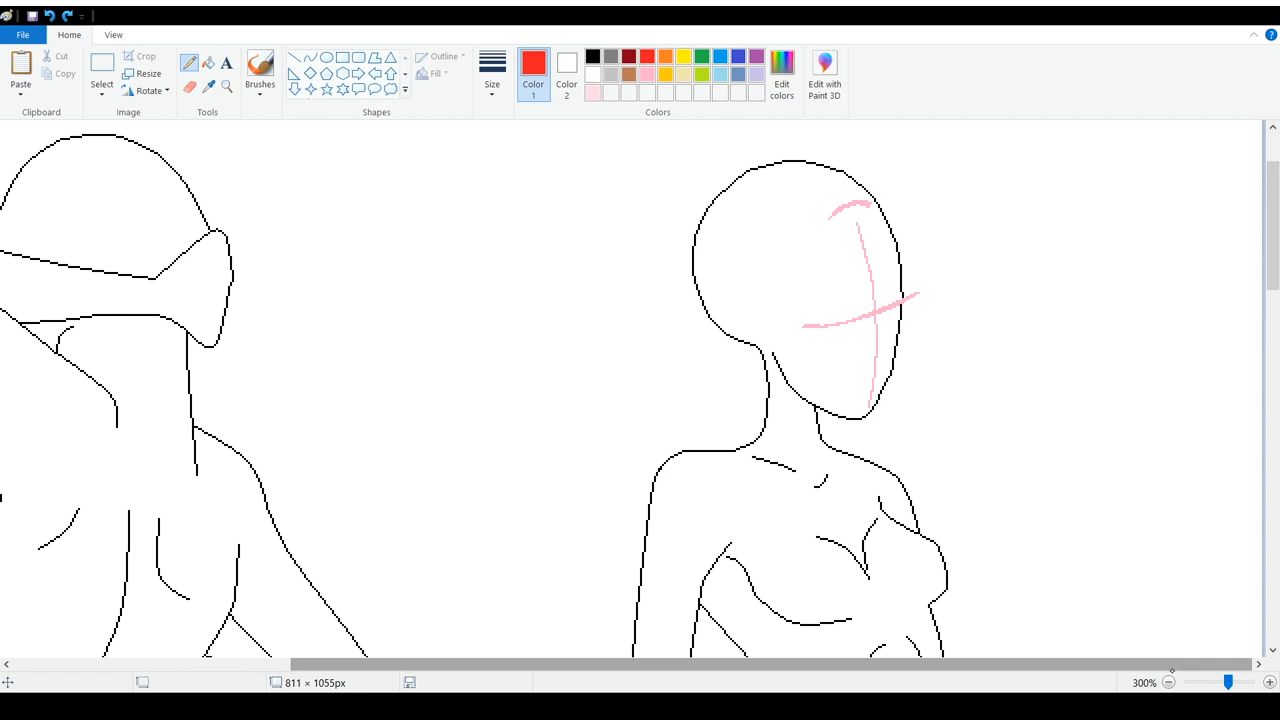 File Home View
Paste
Cut
Copy
Clipboard
Select
Crop
Resize
Rotate
Image
A
Tools
Brushes
Outline
Fill
Shapes
Size
Color
1
Color
2
Edit
colors
Colors
Edit with
Paint 3D
811 × 1055px
300%